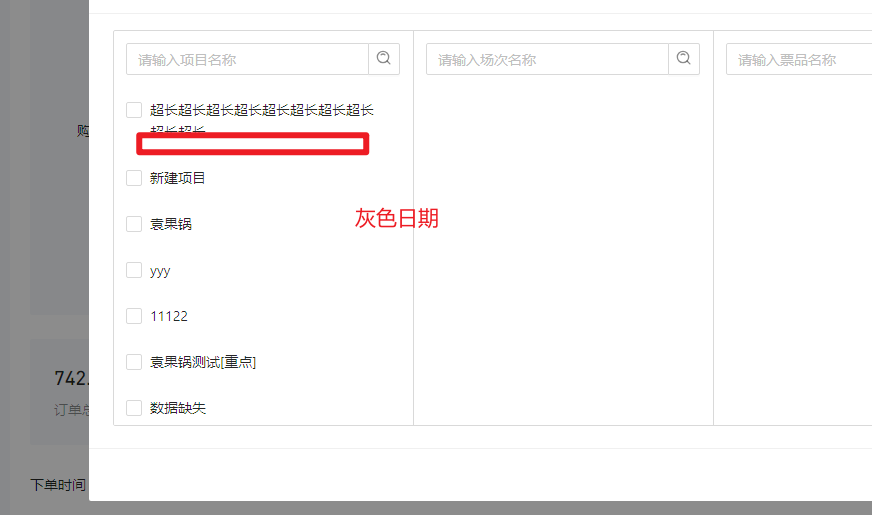 请输入项目名称
请输入场次名称
请输入票品名称
超长超长超长超长超长超长超长超长
超长超长
购
新建项目
袁果锅
灰色日期
yyy
11122
袁果锅测试[重点]
742.
订单总
数据缺失
下单时间